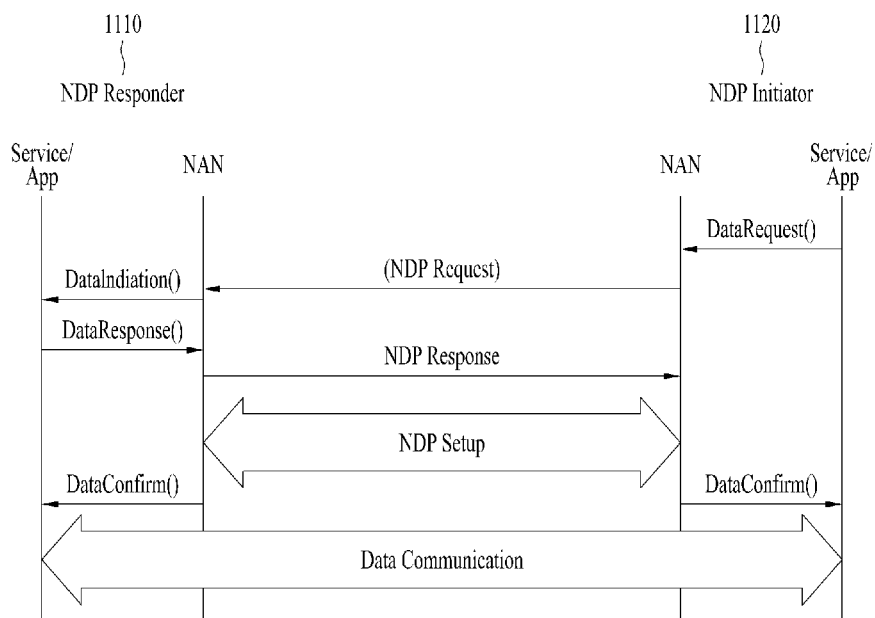 1110
1120
NDP Responder
NDP Initiator
Service/
App
NAN
NAN
Service/
App
DataRequest()
(NDP Request)
DataIndiation()
DataResponse()
NDP Response
NDP Setup
DataConfirm()
DataConfirm()
Data Communication